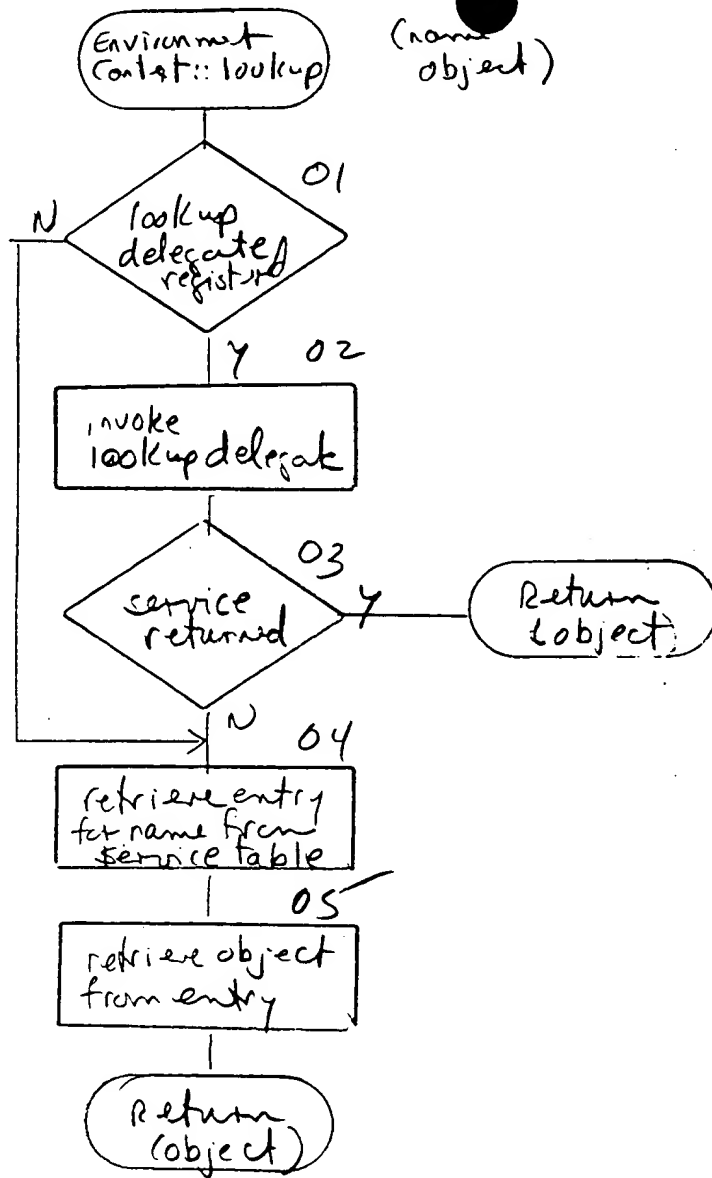 Environmet
Context::lookup
(name
object)
01
N
lookup
delegate
registered
Y 02
invoke
lookup delegate
03
service
returned
Y
Return
(object)
N
04
retrieve entry
for name from
service table
05
retrieve object
from entry
Return
(object)